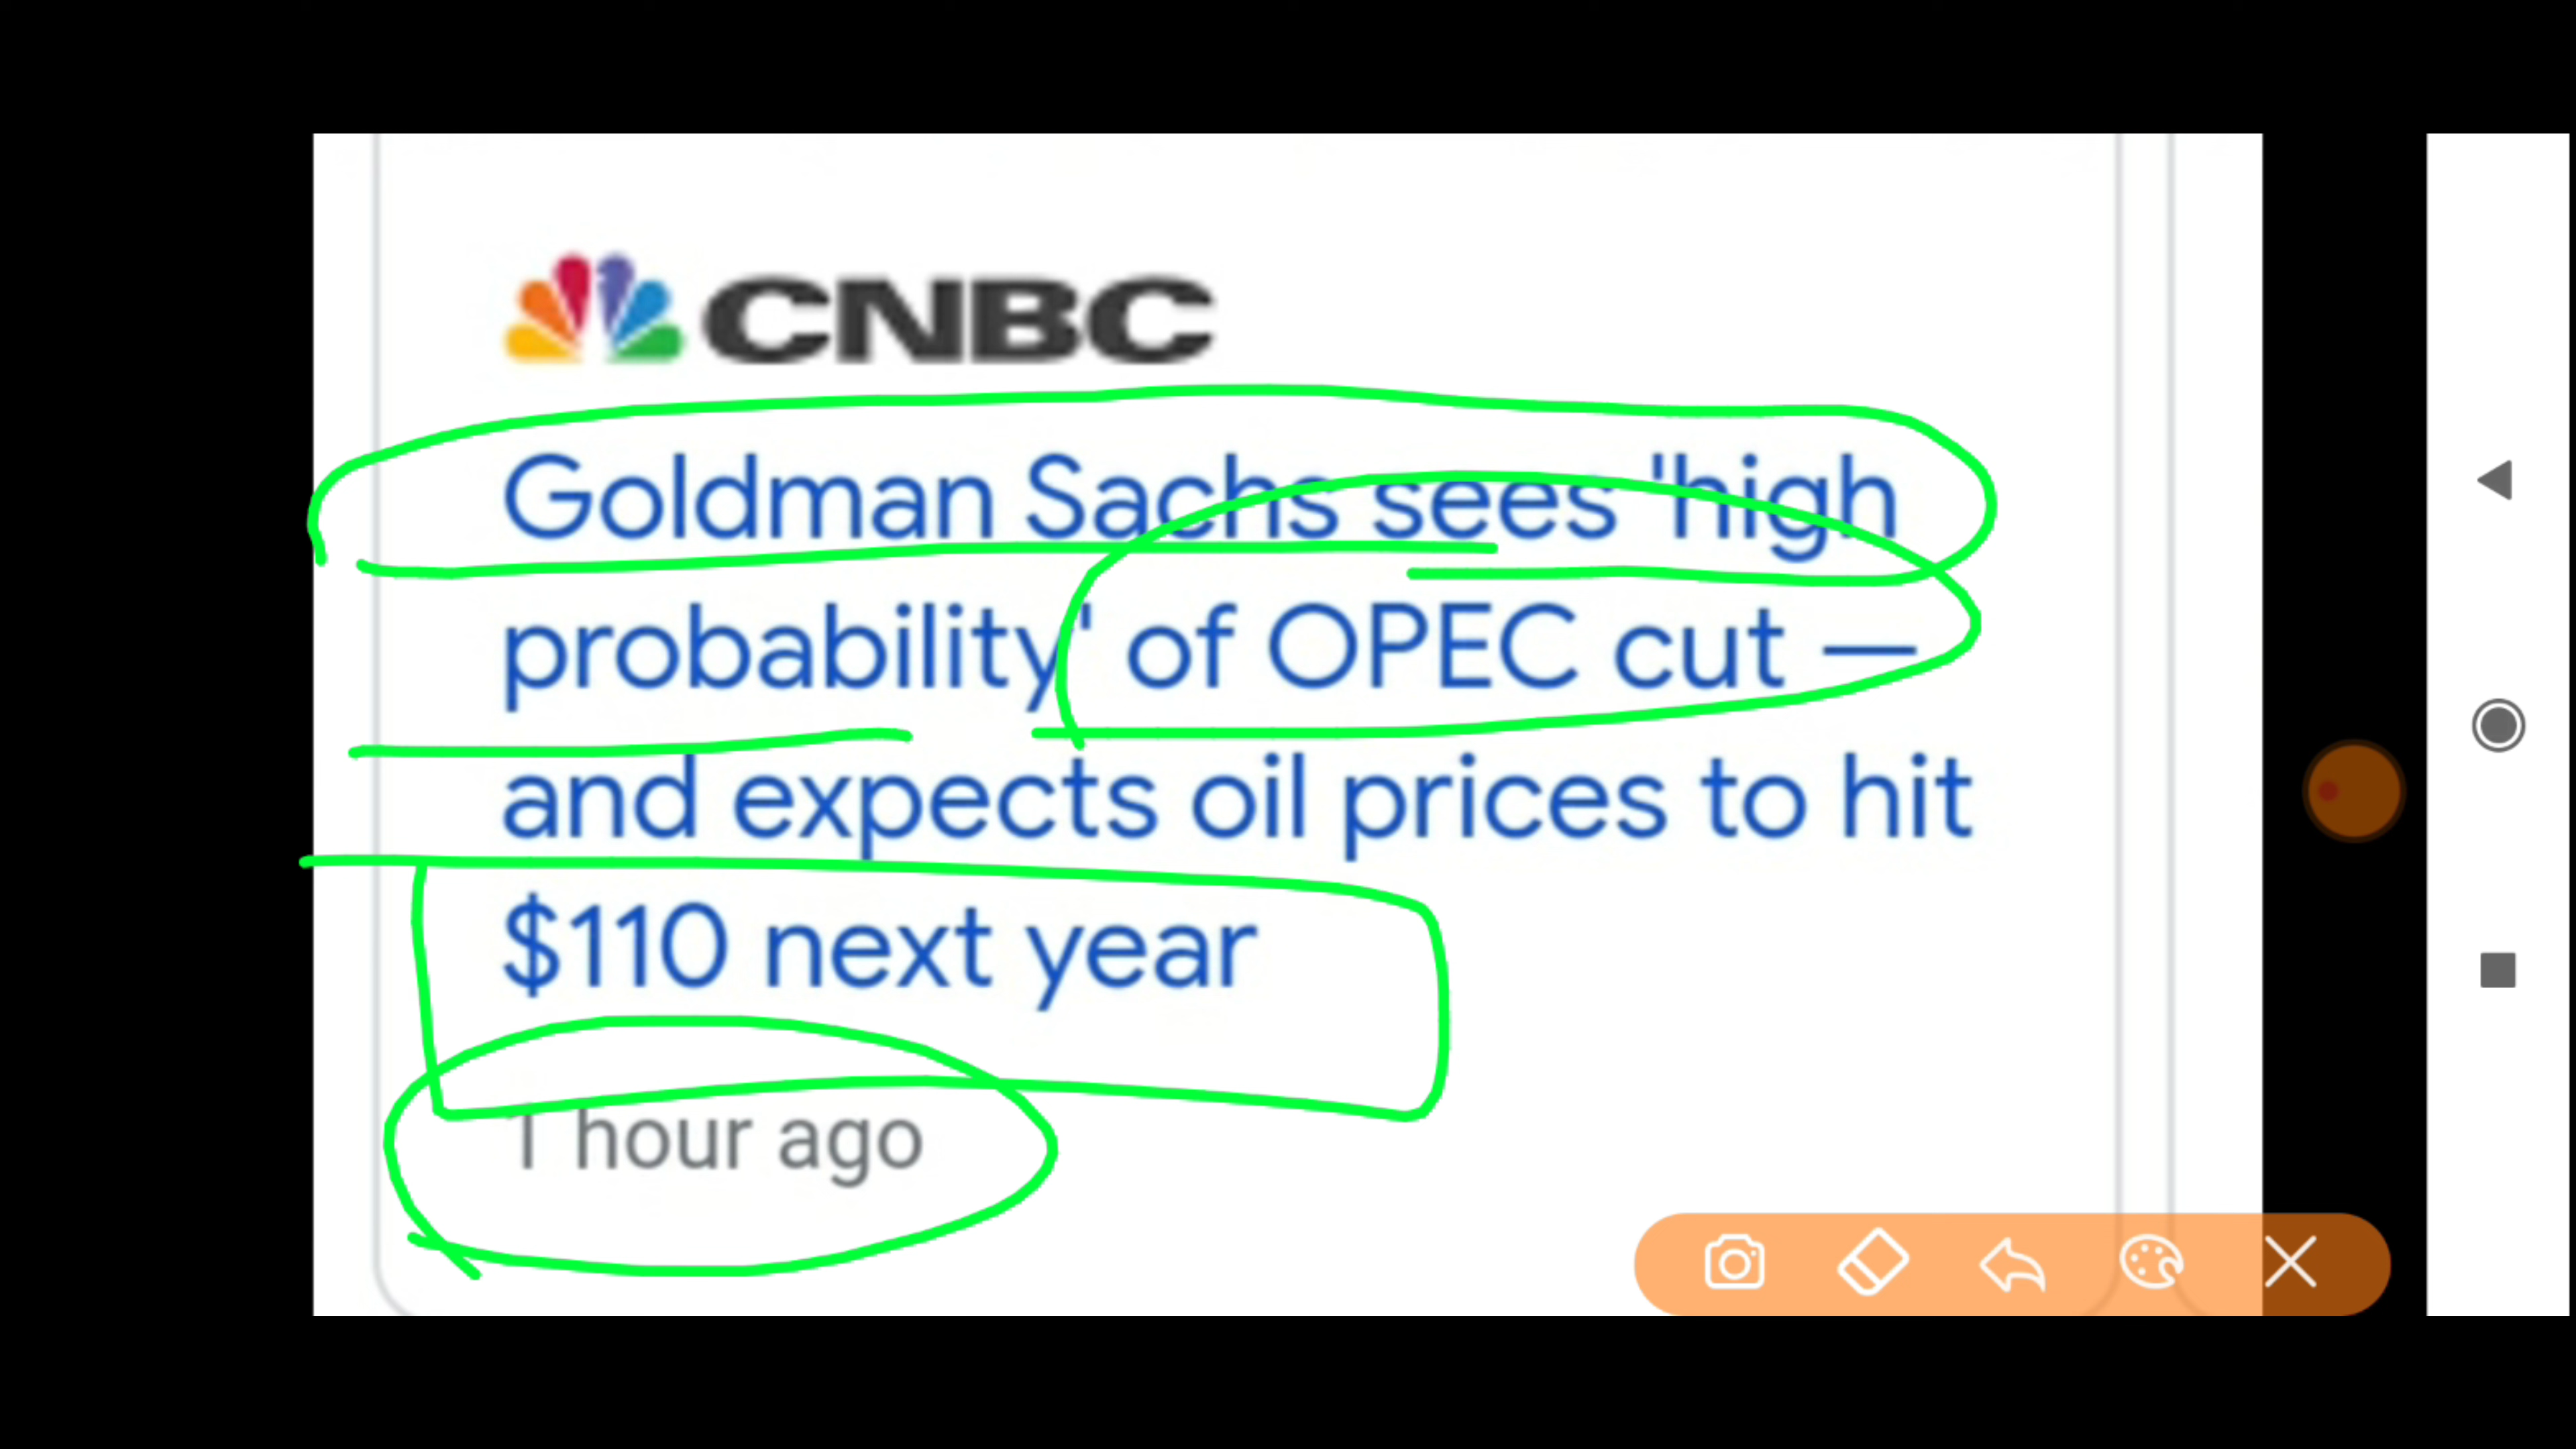 CNBC
Goldman Sachs sees 'high
probability' of OPEC cut —
and expects oil prices to hit
$110 next year
1 hour ago